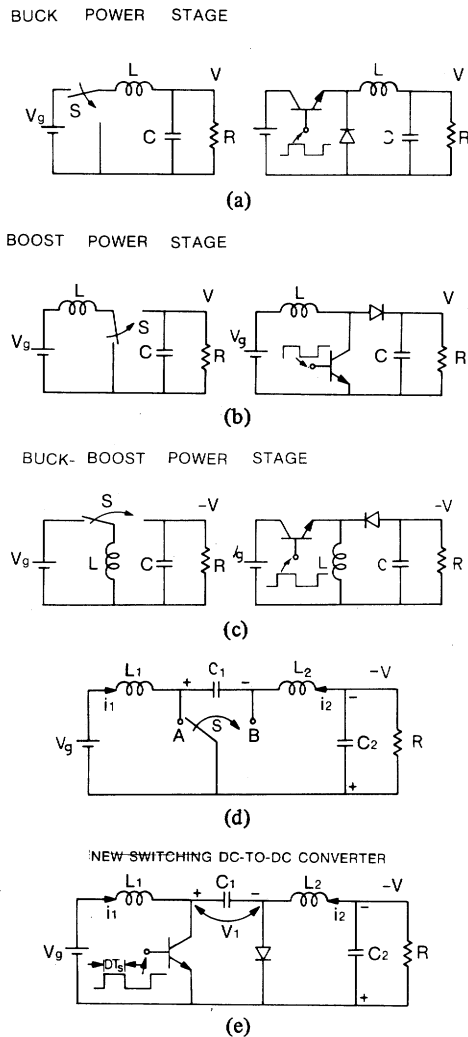 BUCK POWER STAGE
L V L V
Vg S C R C R
(a)
BOOST POWER STAGE
L V L V
Vg S C R Vg C R
(b)
BUCK- BOOST POWER STAGE
S -V -V
Vg L C R g L C R
(c)
L1 + C1 - L2 -V
i1 i2 -
Vg A S B C2 R
+
(d)
NEW SWITCHING DC-TO-DC CONVERTER
L1 + C1 - L2 -V
i1 V1 i2 -
Vg DTs C2 R
+
(e)